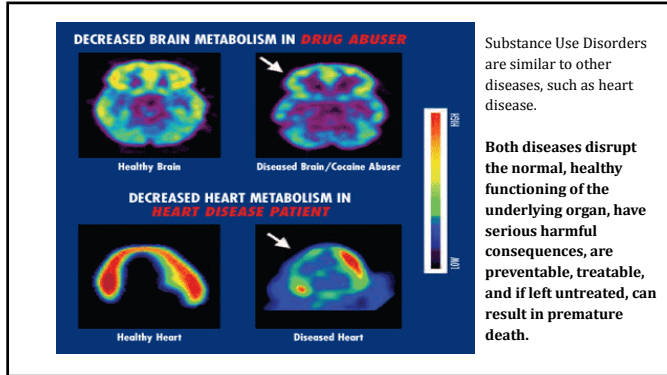 DECREASED BRAIN METABOLISM IN DRUG ABUSER
Healthy Brain
Diseased Brain/Cocaine Abuser
DECREASED HEART METABOLISM IN
HEART DISEASE PATIENT
Healthy Heart
Diseased Heart
HIGH
LOW
Substance Use Disorders
are similar to other
diseases, such as heart
disease.
Both diseases disrupt
the normal, healthy
functioning of the
underlying organ, have
serious harmful
consequences, are
preventable, treatable,
and if left untreated, can
result in premature
death.